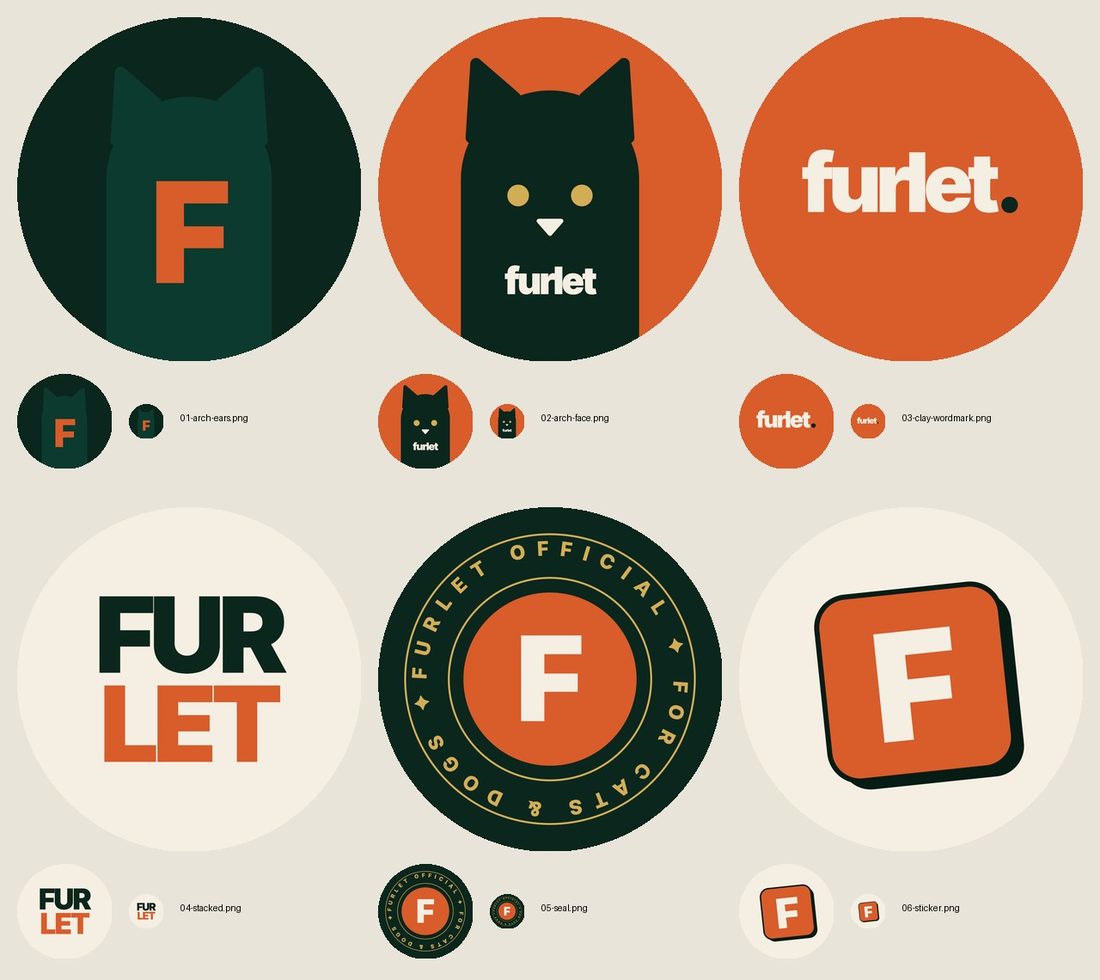 F
furlet
furlet.
F
01-arch-ears.png
furlet
02-arch-face.png
furlet.
furlet.
03-clay-wordmark.png
FUR
LET
FURLET OFFICIAL ✦ FOR CATS & DOGS ✦
F
F
FUR
LET
FUR
LET
04-stacked.png
FURLET OFFICIAL ✦ FOR CATS & DOGS ✦
F
F
05-seal.png
F
F
06-sticker.png